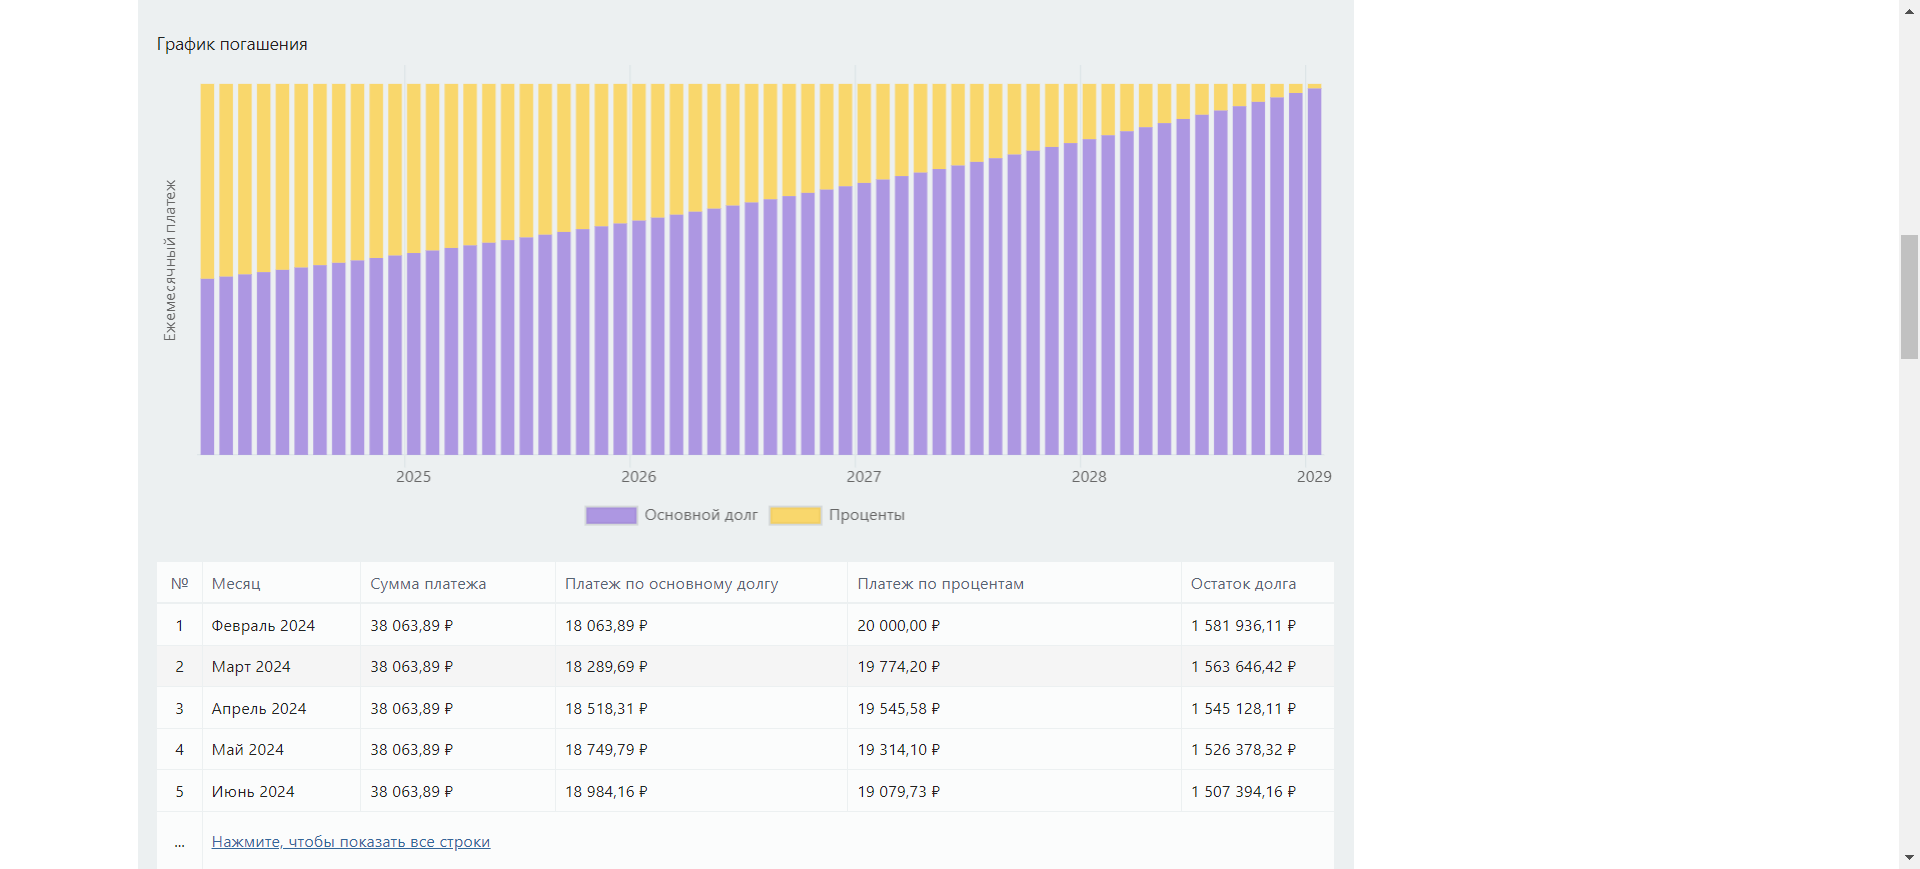 График погашения
Ежемесячный платеж
2025 2026 2027 2028 2029
Основной долг Проценты
№ Месяц Сумма платежа Платеж по основному долгу Платеж по процентам Остаток долга
1 Февраль 2024 38 063,89 ₽ 18 063,89 ₽ 20 000,00 ₽ 1 581 936,11 ₽
2 Март 2024 38 063,89 ₽ 18 289,69 ₽ 19 774,20 ₽ 1 563 646,42 ₽
3 Апрель 2024 38 063,89 ₽ 18 518,31 ₽ 19 545,58 ₽ 1 545 128,11 ₽
4 Май 2024 38 063,89 ₽ 18 749,79 ₽ 19 314,10 ₽ 1 526 378,32 ₽
5 Июнь 2024 38 063,89 ₽ 18 984,16 ₽ 19 079,73 ₽ 1 507 394,16 ₽
... Нажмите, чтобы показать все строки